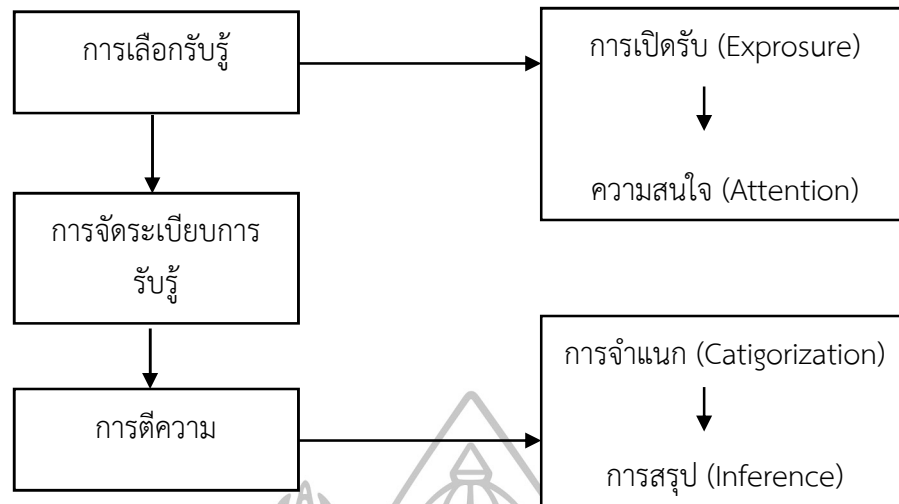 การเลือกรับรู้
การเปิดรับ (Exprosure)
ความสนใจ (Attention)
การจัดระเบียบการ
รับรู้
การตีความ
การจำแนก (Catigorization)
การสรุป (Inference)